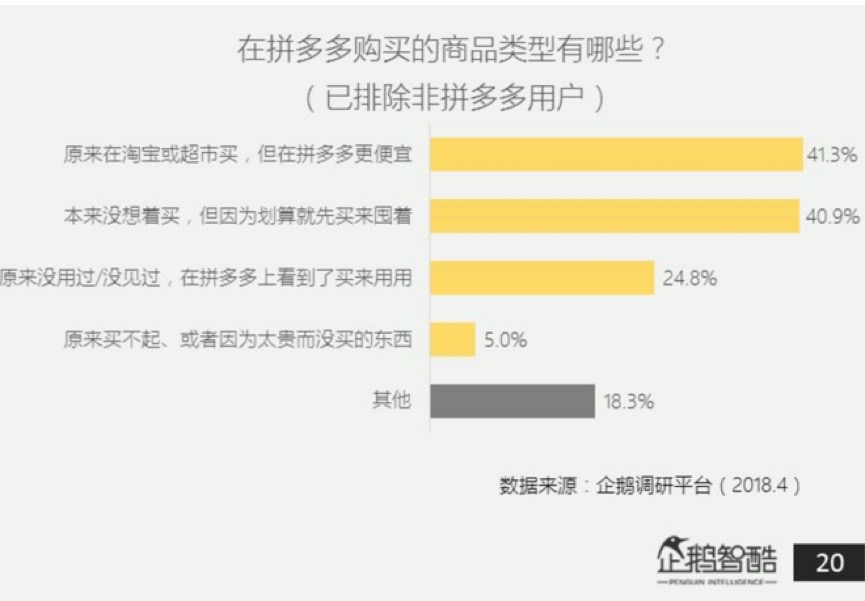 在拼多多购买的商品类型有哪些？
（已排除非拼多多用户）
原来在淘宝或超市买，但在拼多多更便宜 41.3%
本来没想着买，但因为划算就先买来囤着 40.9%
原来没用过/没见过，在拼多多上看到了买来用用 24.8%
原来买不起、或者因为太贵而没买的东西 5.0%
其他 18.3%
数据来源：企鹅调研平台（2018.4）
企鹅智酷
PENGUIN INTELLIGENCE
20